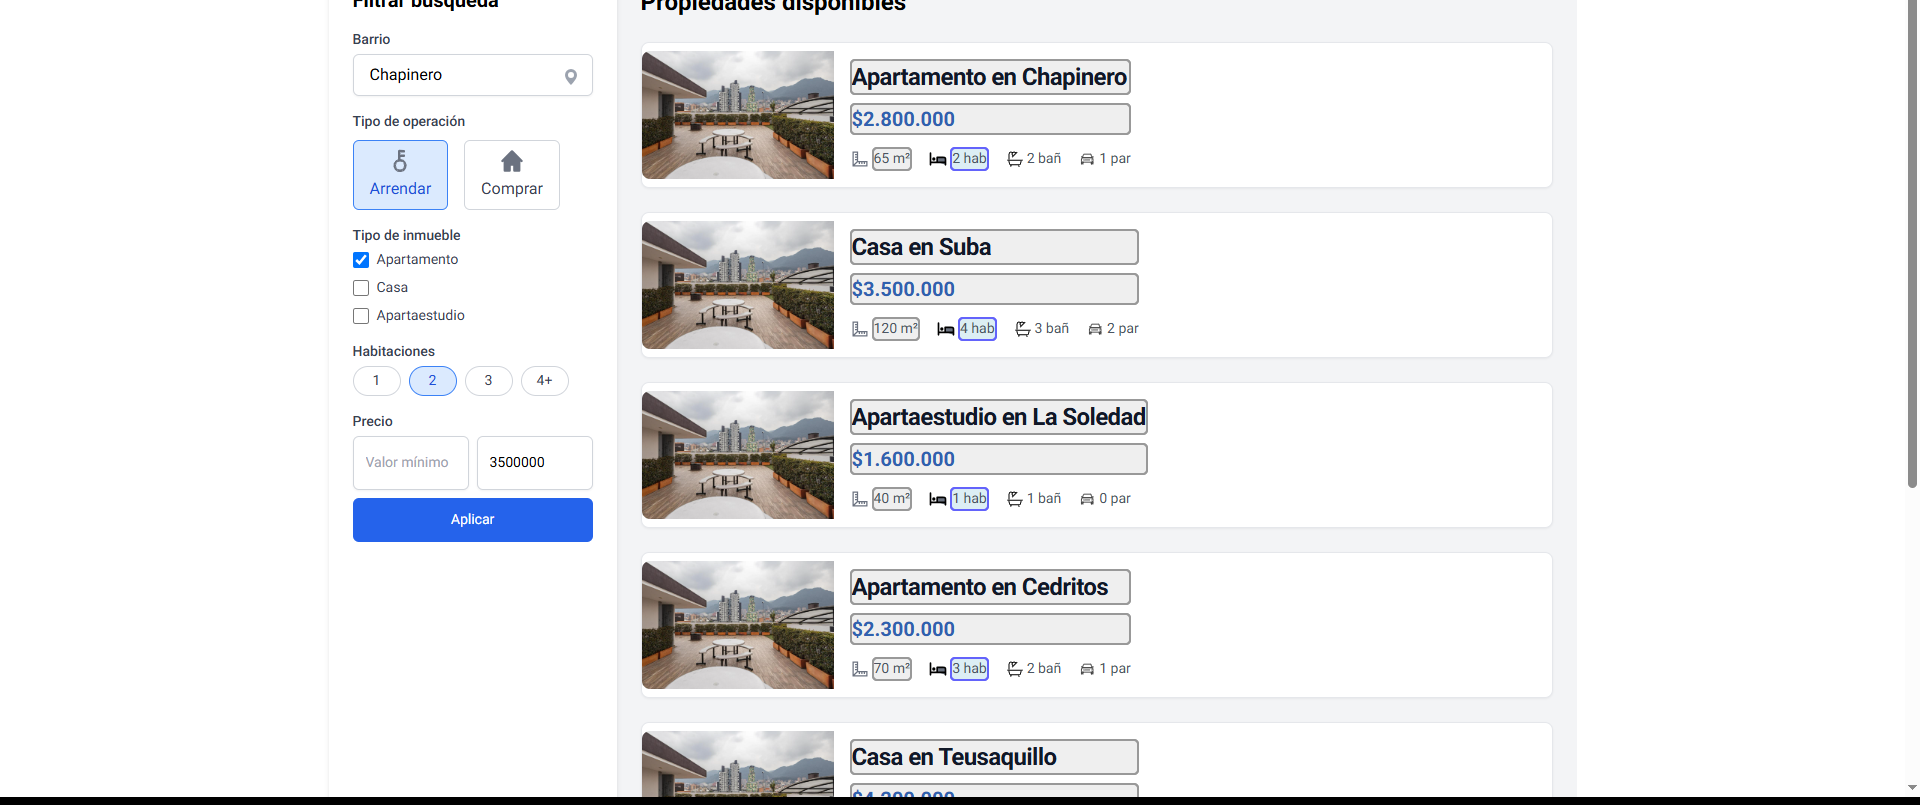 Filtrar búsqueda
Barrio
Chapinero
Tipo de operación
Arrendar
Comprar
Tipo de inmueble
Apartamento
Casa
Apartaestudio
Habitaciones
1 2 3 4+
Precio
Valor mínimo 3500000
Aplicar
Propiedades disponibles
Apartamento en Chapinero
$2.800.000
65 m² 2 hab 2 bañ 1 par
Casa en Suba
$3.500.000
120 m² 4 hab 3 bañ 2 par
Apartaestudio en La Soledad
$1.600.000
40 m² 1 hab 1 bañ 0 par
Apartamento en Cedritos
$2.300.000
70 m² 3 hab 2 bañ 1 par
Casa en Teusaquillo